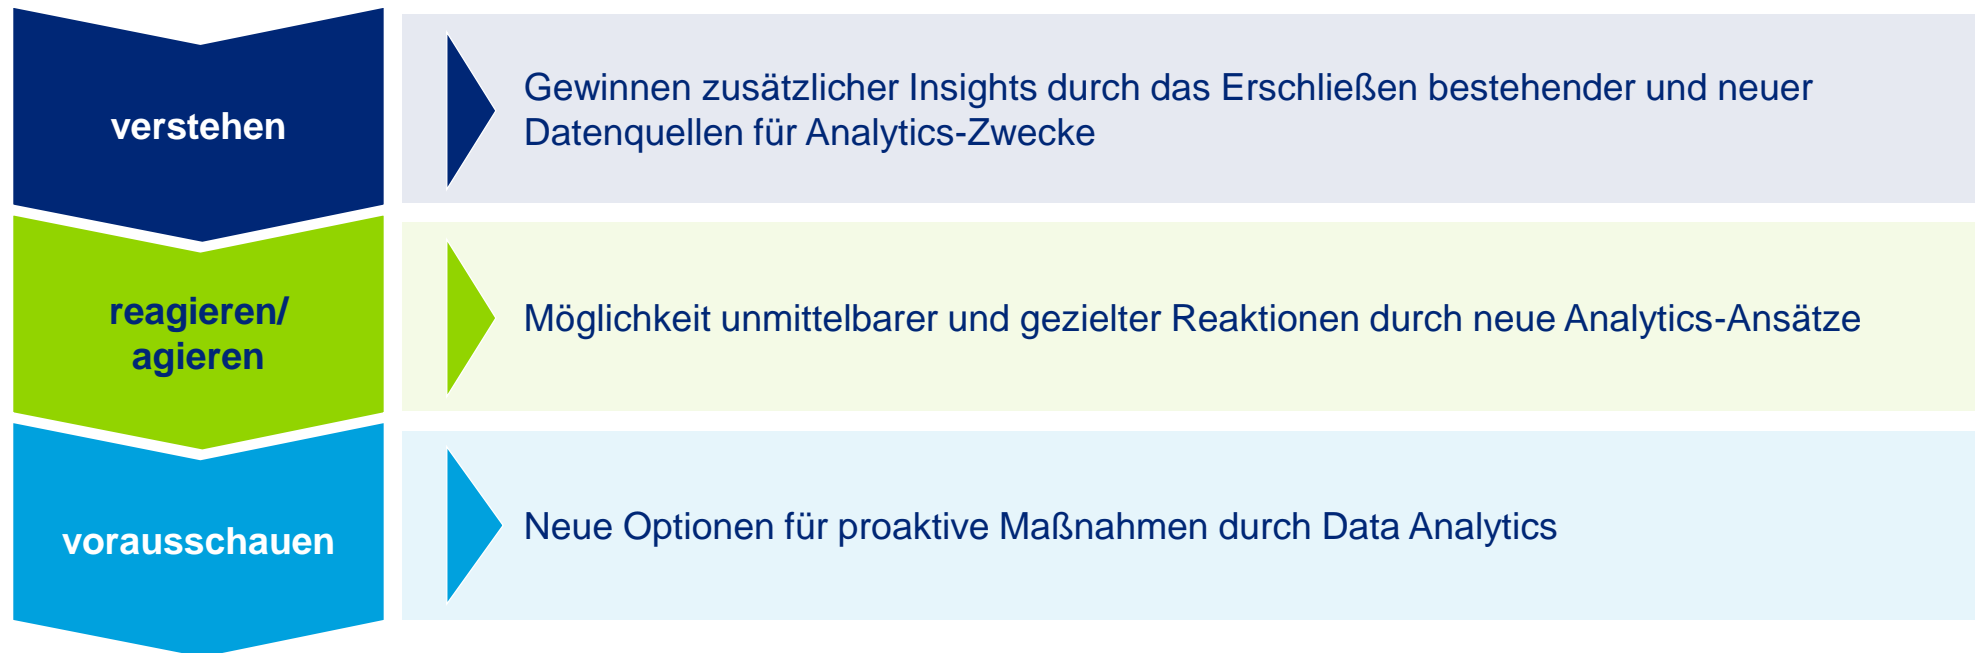 verstehen
Gewinnen zusätzlicher Insights durch das Erschließen bestehender und neuer
Datenquellen für Analytics-Zwecke
reagieren/
agieren
Möglichkeit unmittelbarer und gezielter Reaktionen durch neue Analytics-Ansätze
vorausschauen
Neue Optionen für proaktive Maßnahmen durch Data Analytics